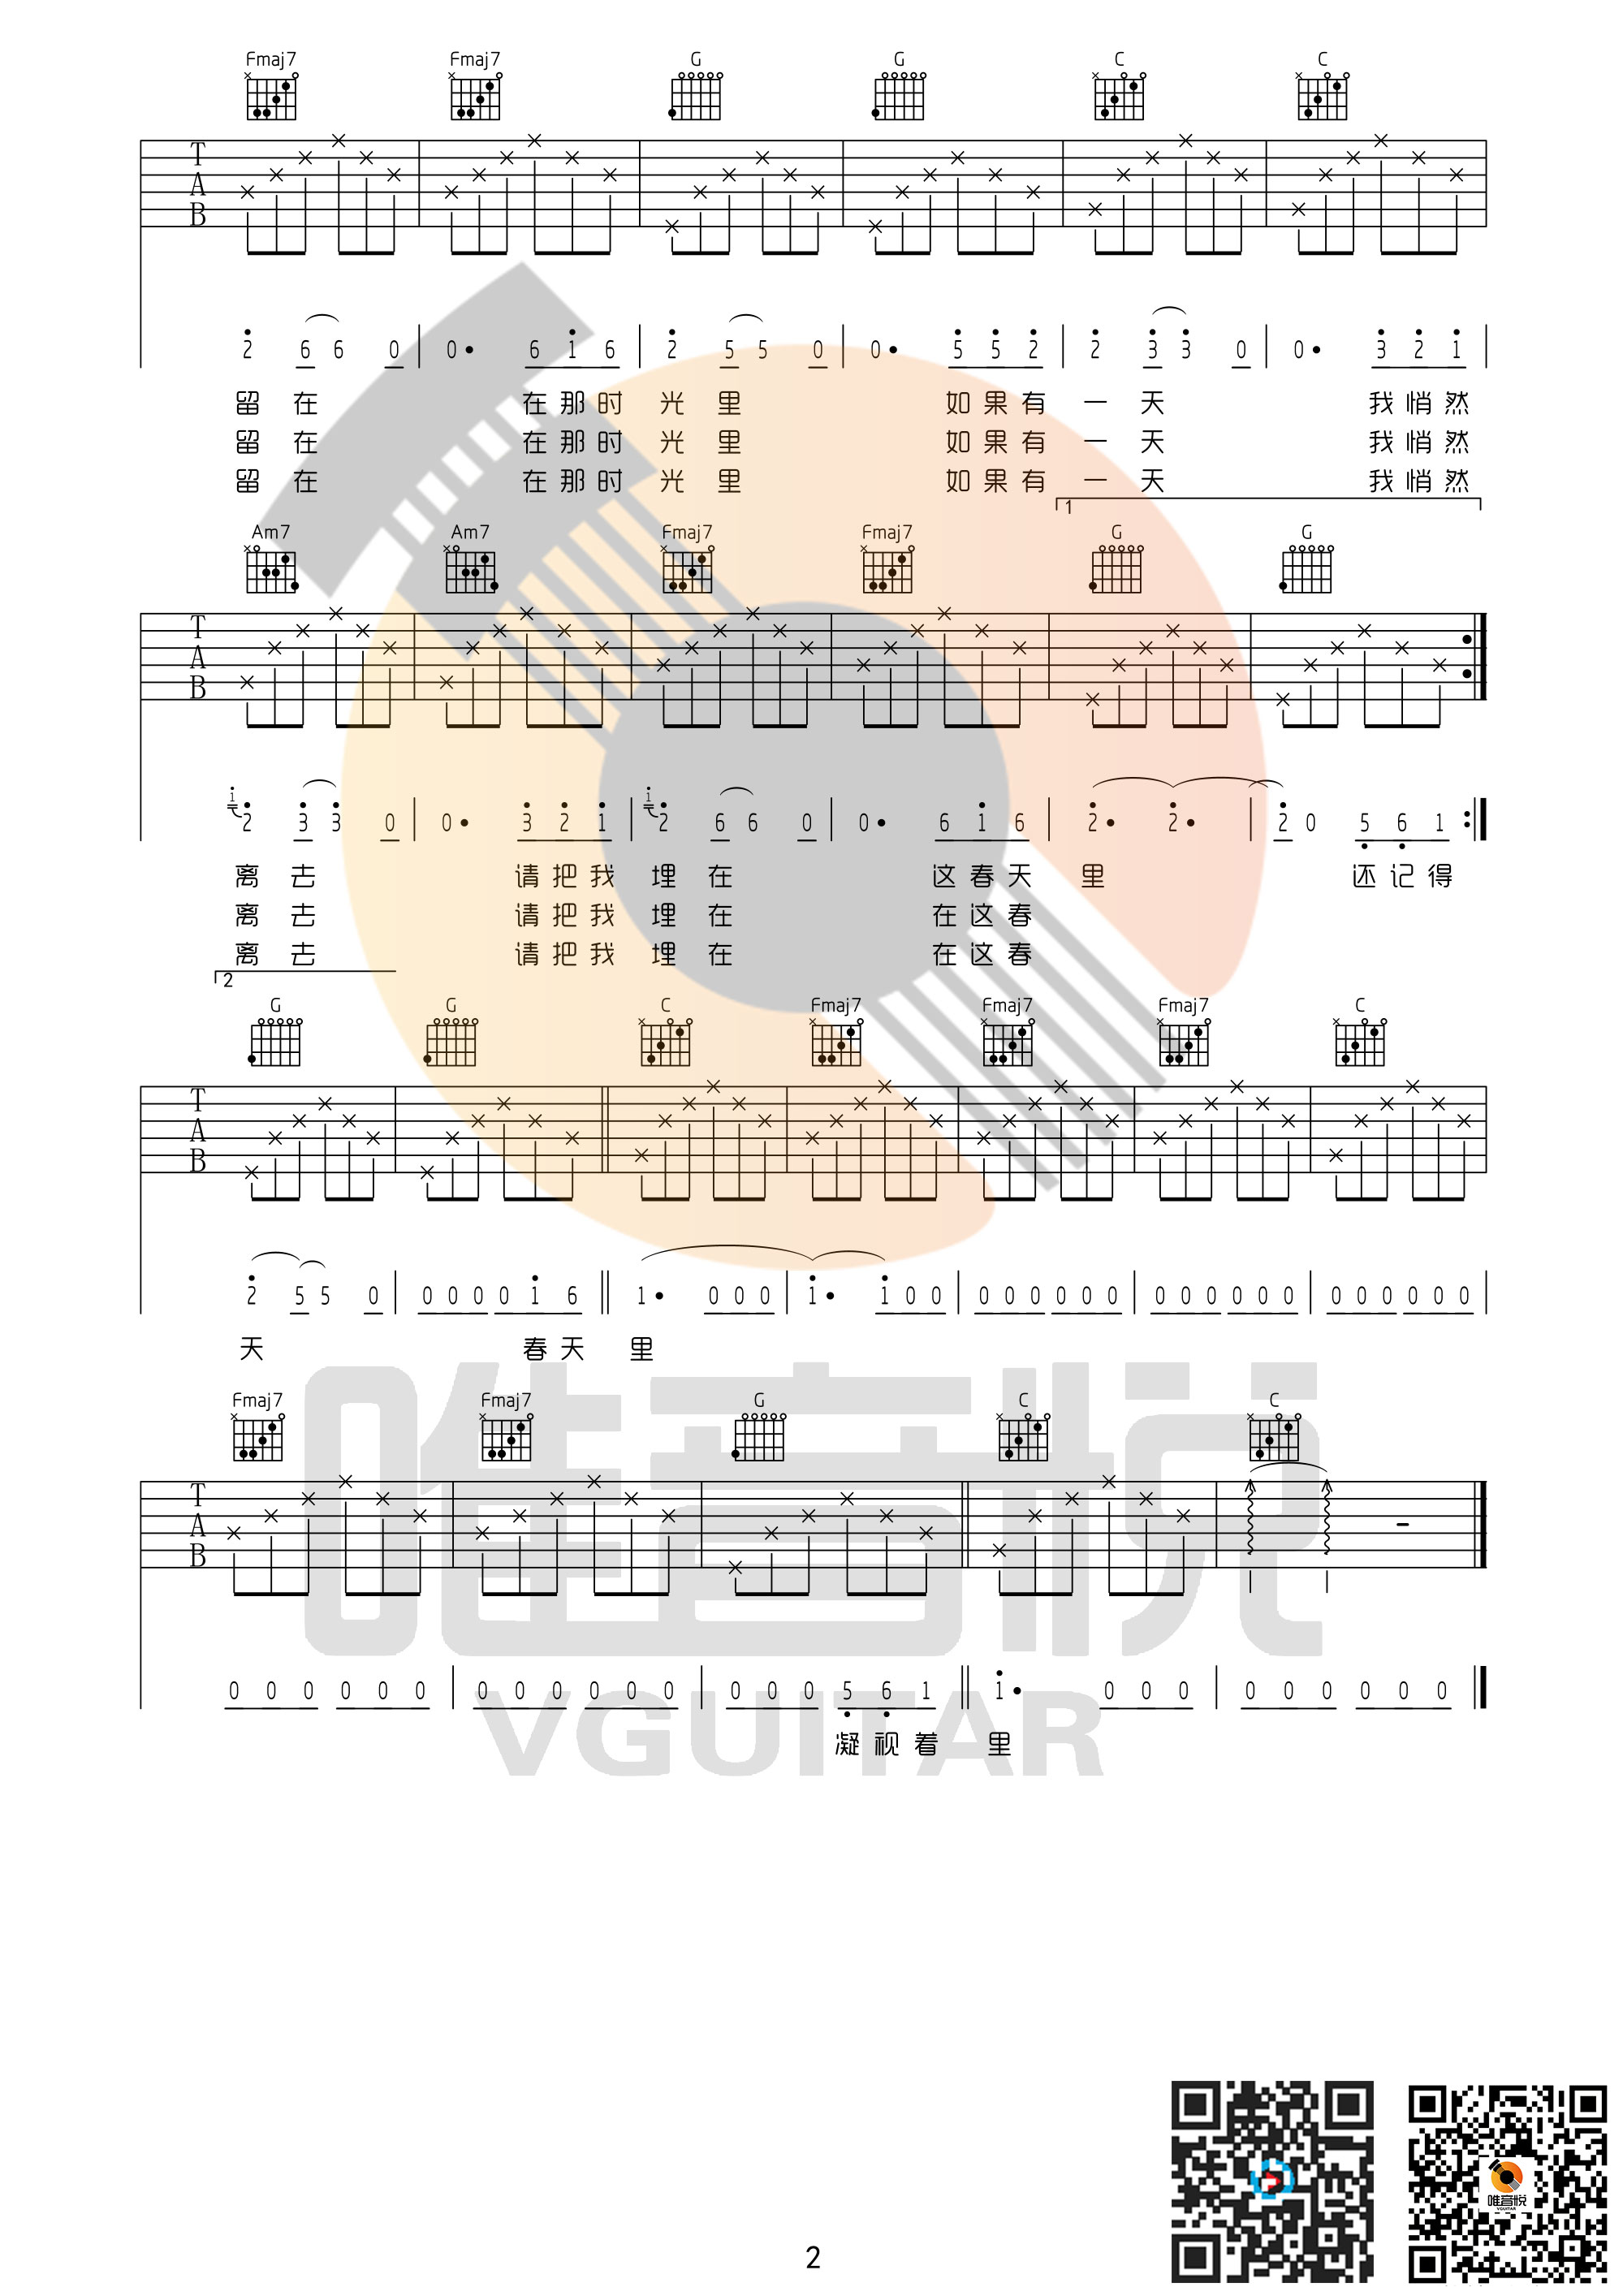 Fmaj7 Fmaj7 G G C C
T A B
2 6 6 0 0• 6 1 6 2 5 5 0 0• 5 5 2 2 3 3 0 0• 3 2 1
留在 在那时光里 如果有一天 我悄然
留在 在那时光里 如果有一天 我悄然
留在 在那时光里 如果有一天 我悄然
1
Am7 Am7 Fmaj7 Fmaj7 G G
T A B
1 2 3 3 0 0• 3 2 1 1 2 6 6 0 0• 6 1 6 2• 2• 2 0 5 6 1
离去 请把我埋在 这春天里 还记得
离去 请把我埋在 在这春
离去 请把我埋在 在这春
2
G G C Fmaj7 Fmaj7 Fmaj7 C
T A B
2 5 5 0 0 0 0 0 1 6 1• 0 0 0 1• 1 0 0 0 0 0 0 0 0 0 0 0 0 0 0 0 0 0 0 0 0
天 春天里
Fmaj7 Fmaj7 G C C
T A B
0 0 0 0 0 0 0 0 0 0 0 0 0 0 0 5 6 1 1• 0 0 0 0 0 0 0 0 0
凝视着里
唯音悦
VGUITAR
唯音悦
VGUITAR
2